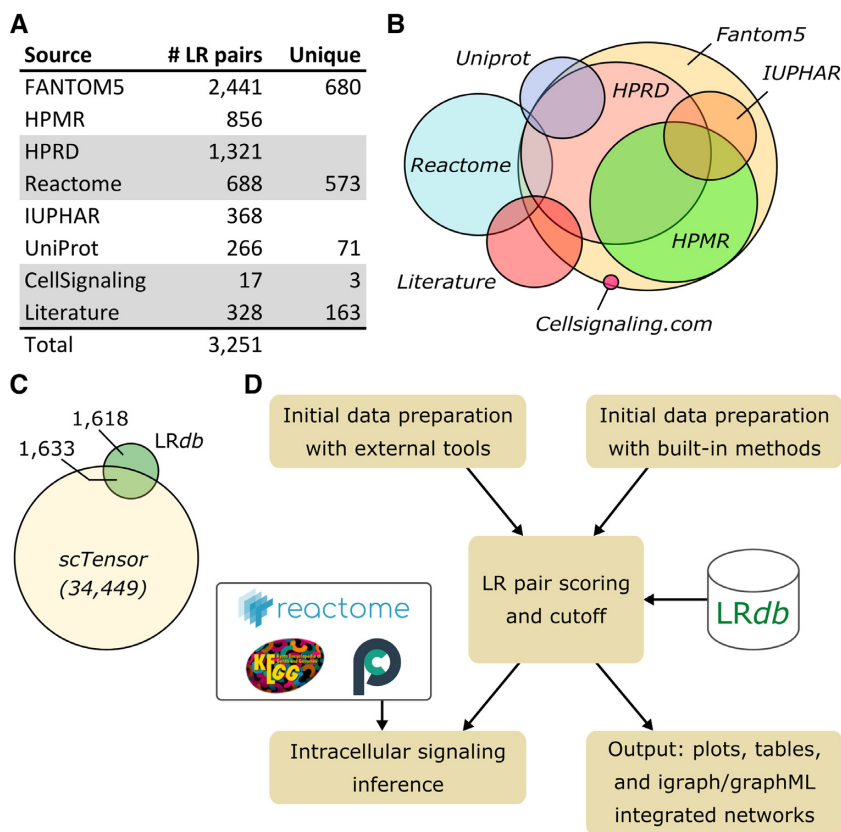 A
Source # LR pairs Unique
FANTOM5 2,441 680
HPMR 856
HPRD 1,321
Reactome 688 573
IUPHAR 368
UniProt 266 71
CellSignaling 17 3
Literature 328 163
Total 3,251
B
Fantom5
Uniprot
IUPHAR
HPRD
Reactome
HPMR
Literature
Cellsignaling.com
C
1,618
LRdb
1,633
scTensor
(34,449)
D
Initial data preparation
with external tools
Initial data preparation
with built-in methods
LR pair scoring
and cutoff
LRdb
reactome
KEGG
Intracellular signaling
inference
Output: plots, tables,
and igraph/graphML
integrated networks